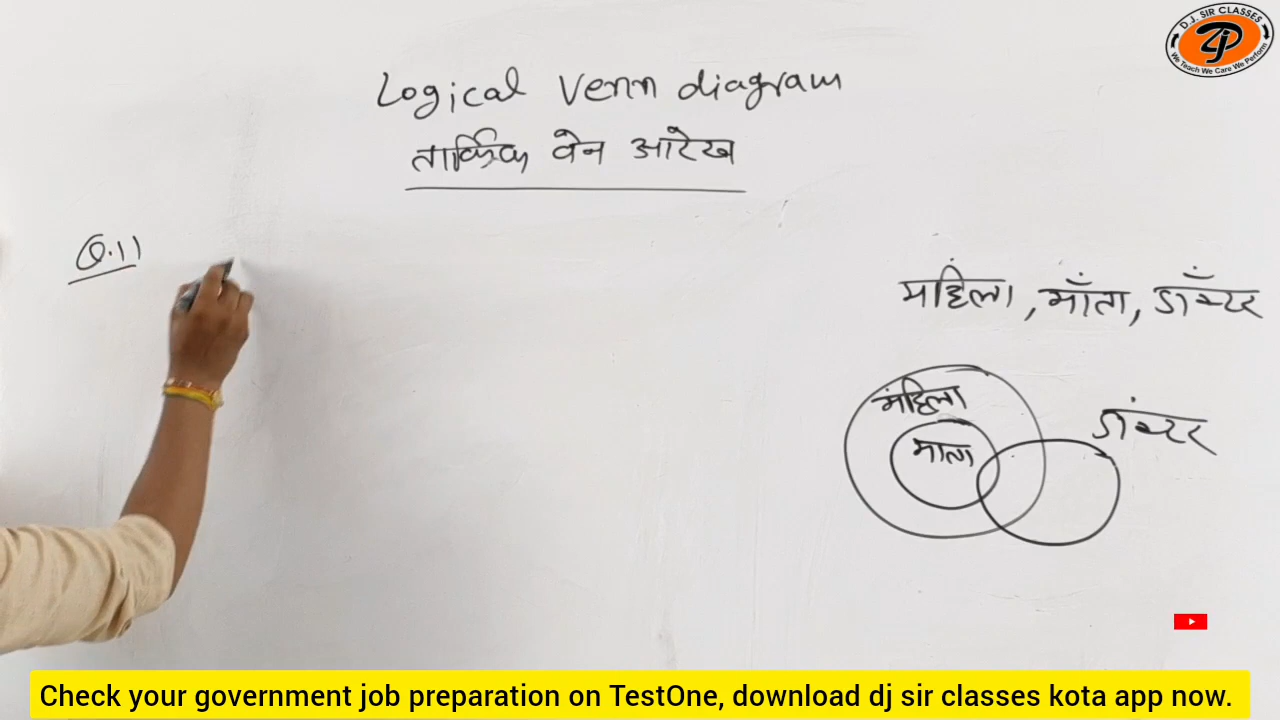 D.J. SIR CLASSES
DJ
We Teach We Care We Perform
Logical Venn diagram
तार्किक वेन आरेख
Q.11
महिंला, माँता, डाँक्टर
मंहिला
माता
डांक्टर
Check your government job preparation on TestOne, download dj sir classes kota app now.